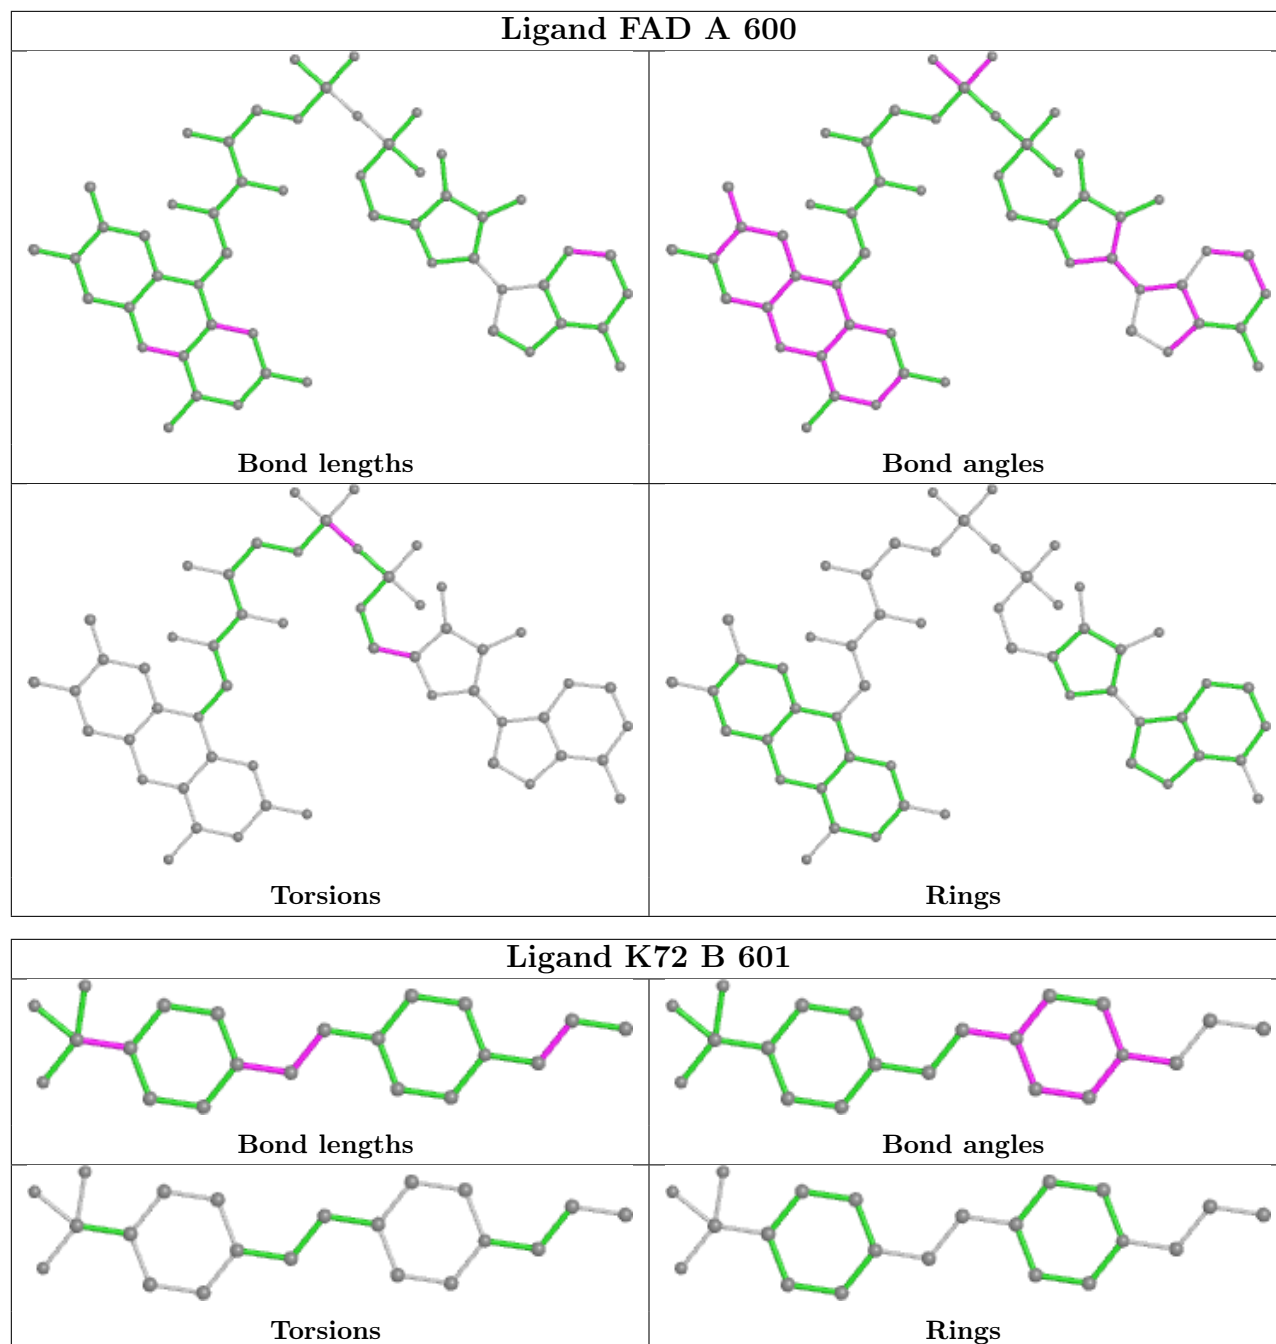 Ligand FAD A 600
Bond lengths
Bond angles
Torsions
Rings
Ligand K72 B 601
Bond lengths
Bond angles
Torsions
Rings